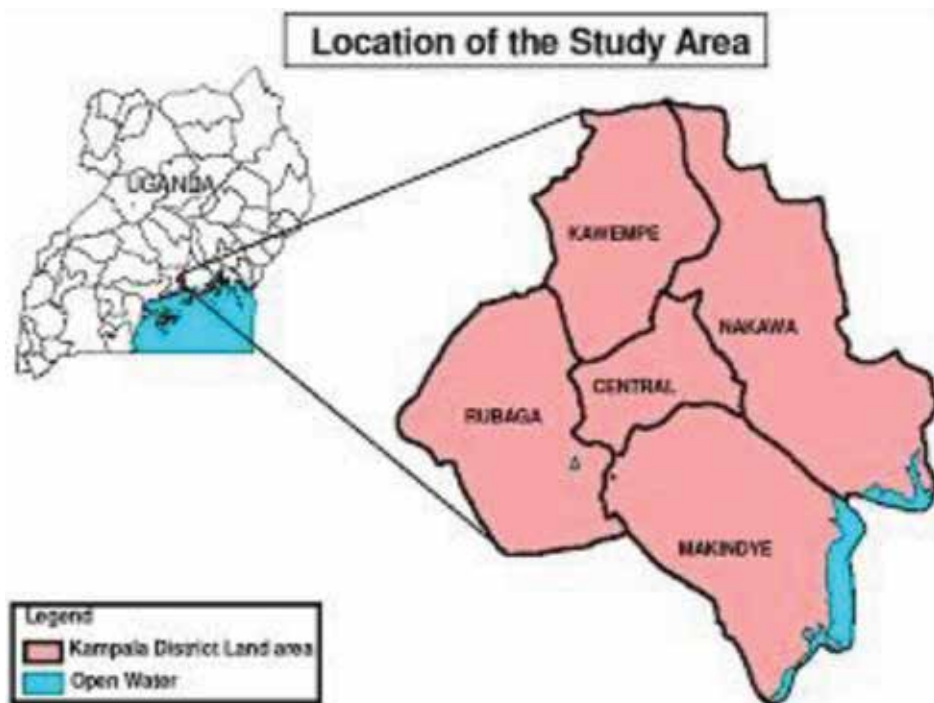 Location of the Study Area
UGANDA
KAWEMPE
NAKAWA
CENTRAL
RUBAGA
MAKINDYE
Legend
Kampala District Land area
Open Water